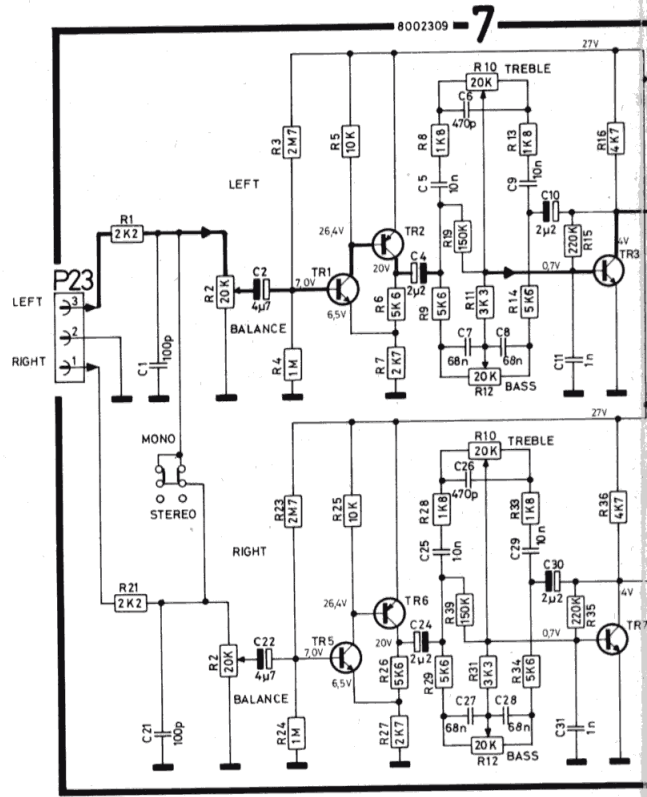 8002309 7
27V
R10 TREBLE
20K
C6
470p
R3 2M7
R5 10K
R8 1K8
R13 1K8
R16 4K7
C5 10n
C9 10n
LEFT
R1
2K2
C10
2µ2
26,4V
TR2
R19 150K
220K R15
4V
P23
C2
4µ7
7,0V
TR1
20V
C4
2µ2
0,7V
TR3
LEFT 3
R2 20K
6,5V
R6 5K6
R9 5K6
R11 3K3
R14 5K6
2
BALANCE
C7
68n
C8
68n
RIGHT 1
C1 100p
R4 1M
R7 2K7
C11 1n
20K
R12 BASS
27V
MONO
R10 TREBLE
20K
C26
470p
STEREO
R23 2M7
R25 10K
R28 1K8
R33 1K8
R36 4K7
C25 10n
C29 10n
RIGHT
R21
2K2
C30
2µ2
26,4V
TR6
R39 150K
220K R35
4V
C22
4µ7
7,0V
TR5
20V
C24
2µ2
0,7V
TR7
R2 20K
6,5V
R26 5K6
R29 5K6
R31 3K3
R34 5K6
BALANCE
C27
68n
C28
68n
C21 100p
R24 1M
R27 2K7
C31 1n
20K
R12 BASS